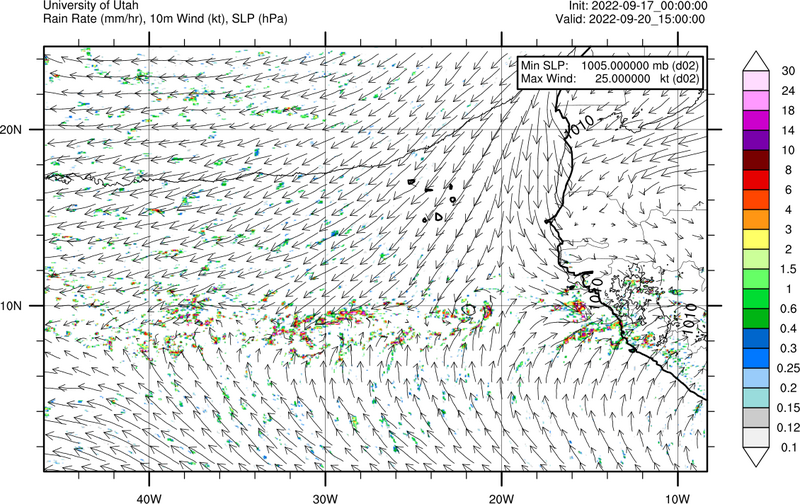 University of Utah
Init: 2022-09-17_00:00:00
Rain Rate (mm/hr), 10m Wind (kt), SLP (hPa)
Valid: 2022-09-20_15:00:00
Min SLP: 1005.000000 mb (d02)
Max Wind: 25.000000 kt (d02)
1010
1010
1010
20N
10N
40W
30W
20W
10W
30
24
18
14
10
8
6
4
3
2
1.5
1
0.6
0.4
0.3
0.25
0.2
0.15
0.12
0.1